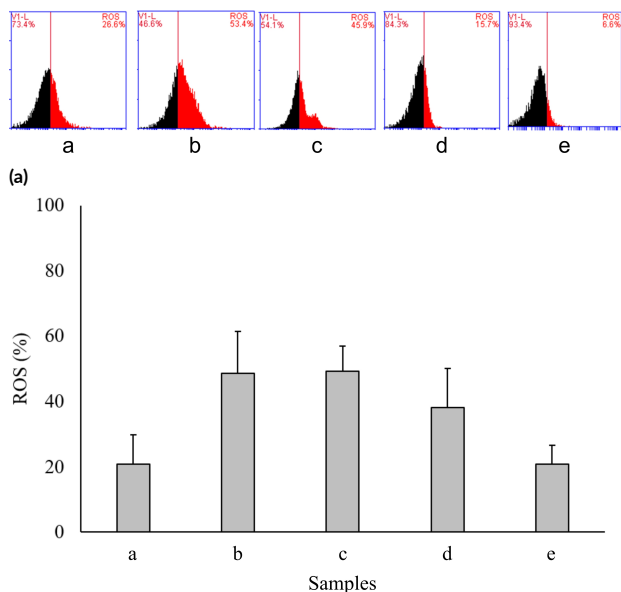 V1-L ROS V1-L ROS V1-L ROS V1-L ROS V1-L ROS
73.4% 26.6% 46.6% 53.4% 54.1% 45.9% 84.3% 15.7% 93.4% 6.6%
a b c d e
(a)
100
80
60
40
20
0
ROS (%)
a b c d e
Samples